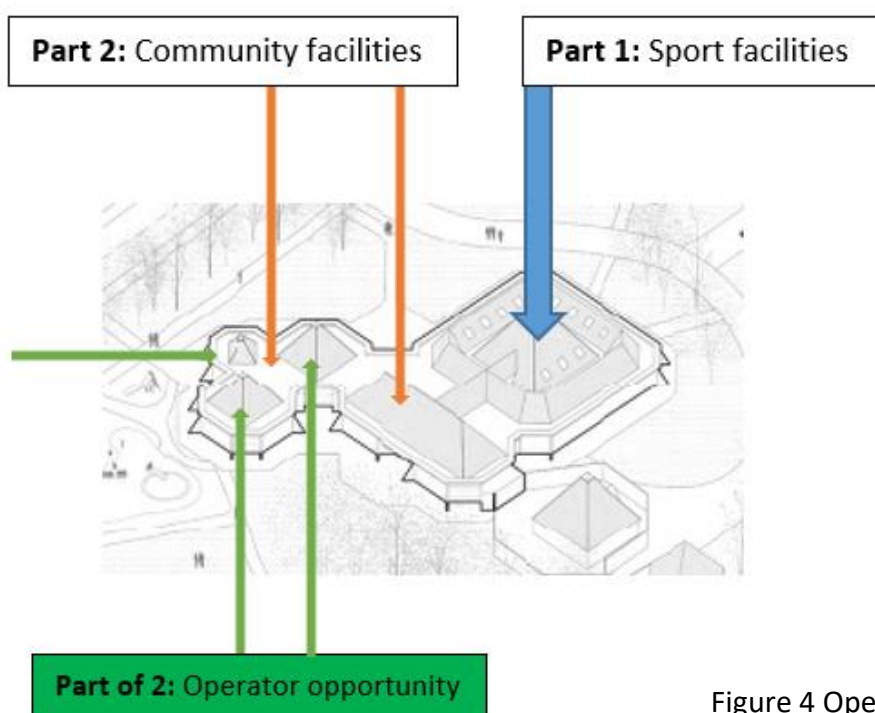 Part 2: Community facilities
Part 1: Sport facilities
Part of 2: Operator opportunity
Figure 4 Ope